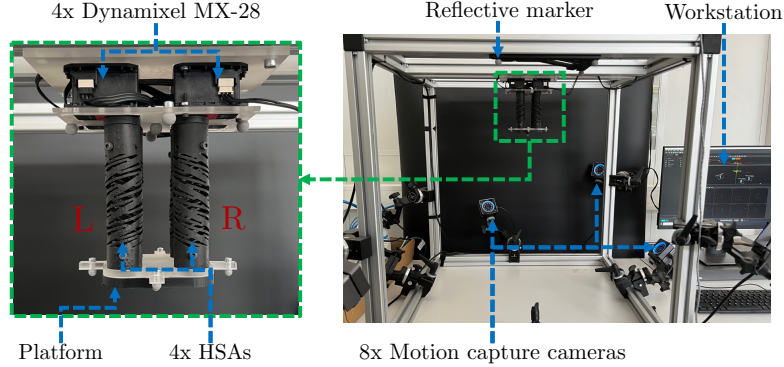 4x Dynamixel MX-28
Reflective marker
Workstation
L
R
Platform
4x HSAs
8x Motion capture cameras